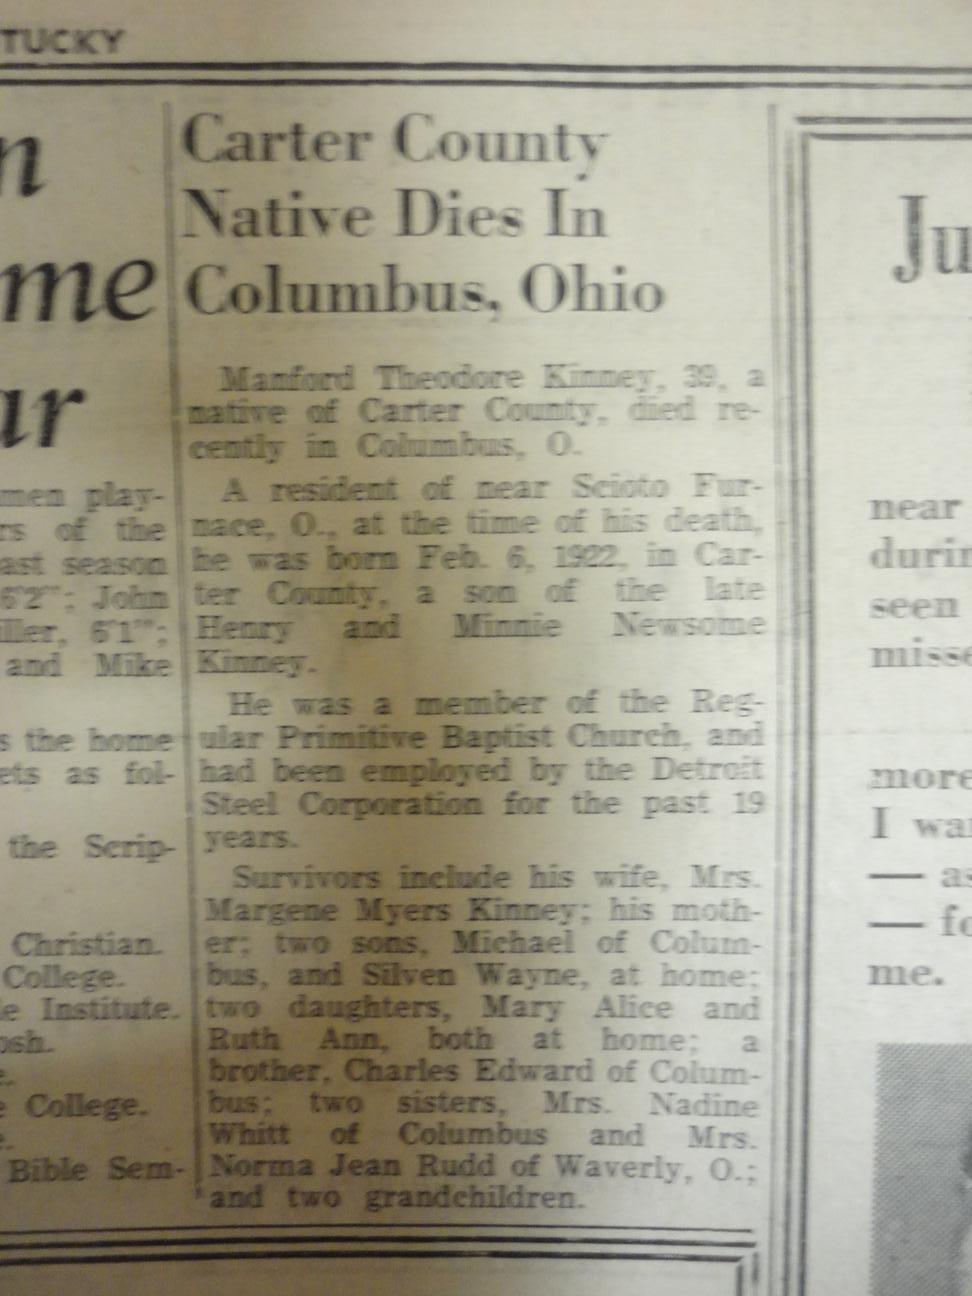 TUCKY
n
me
ar
men play-
rs of the
ast season
6'2"; John
iller, 6'1";
and Mike
s the home
ets as fol-
the Scrip-
Christian.
College.
le Institute.
osh.
e.
e College.
e.
Bible Sem-
Carter County
Native Dies In
Columbus, Ohio
Manford Theodore Kinney, 39, a
native of Carter County, died re-
cently in Columbus, O.
A resident of near Scioto Fur-
nace, O., at the time of his death,
he was born Feb. 6, 1922, in Car-
ter County, a son of the late
Henry and Minnie Newsome
Kinney.
He was a member of the Reg-
ular Primitive Baptist Church, and
had been employed by the Detroit
Steel Corporation for the past 19
years.
Survivors include his wife, Mrs.
Margene Myers Kinney; his moth-
er; two sons, Michael of Colum-
bus, and Silven Wayne, at home;
two daughters, Mary Alice and
Ruth Ann, both at home; a
brother, Charles Edward of Colum-
bus; two sisters, Mrs. Nadine
Whitt of Columbus and Mrs.
Norma Jean Rudd of Waverly, O.;
and two grandchildren.
Ju
near
durin
seen
misse
more
I wa
— as
— fo
me.